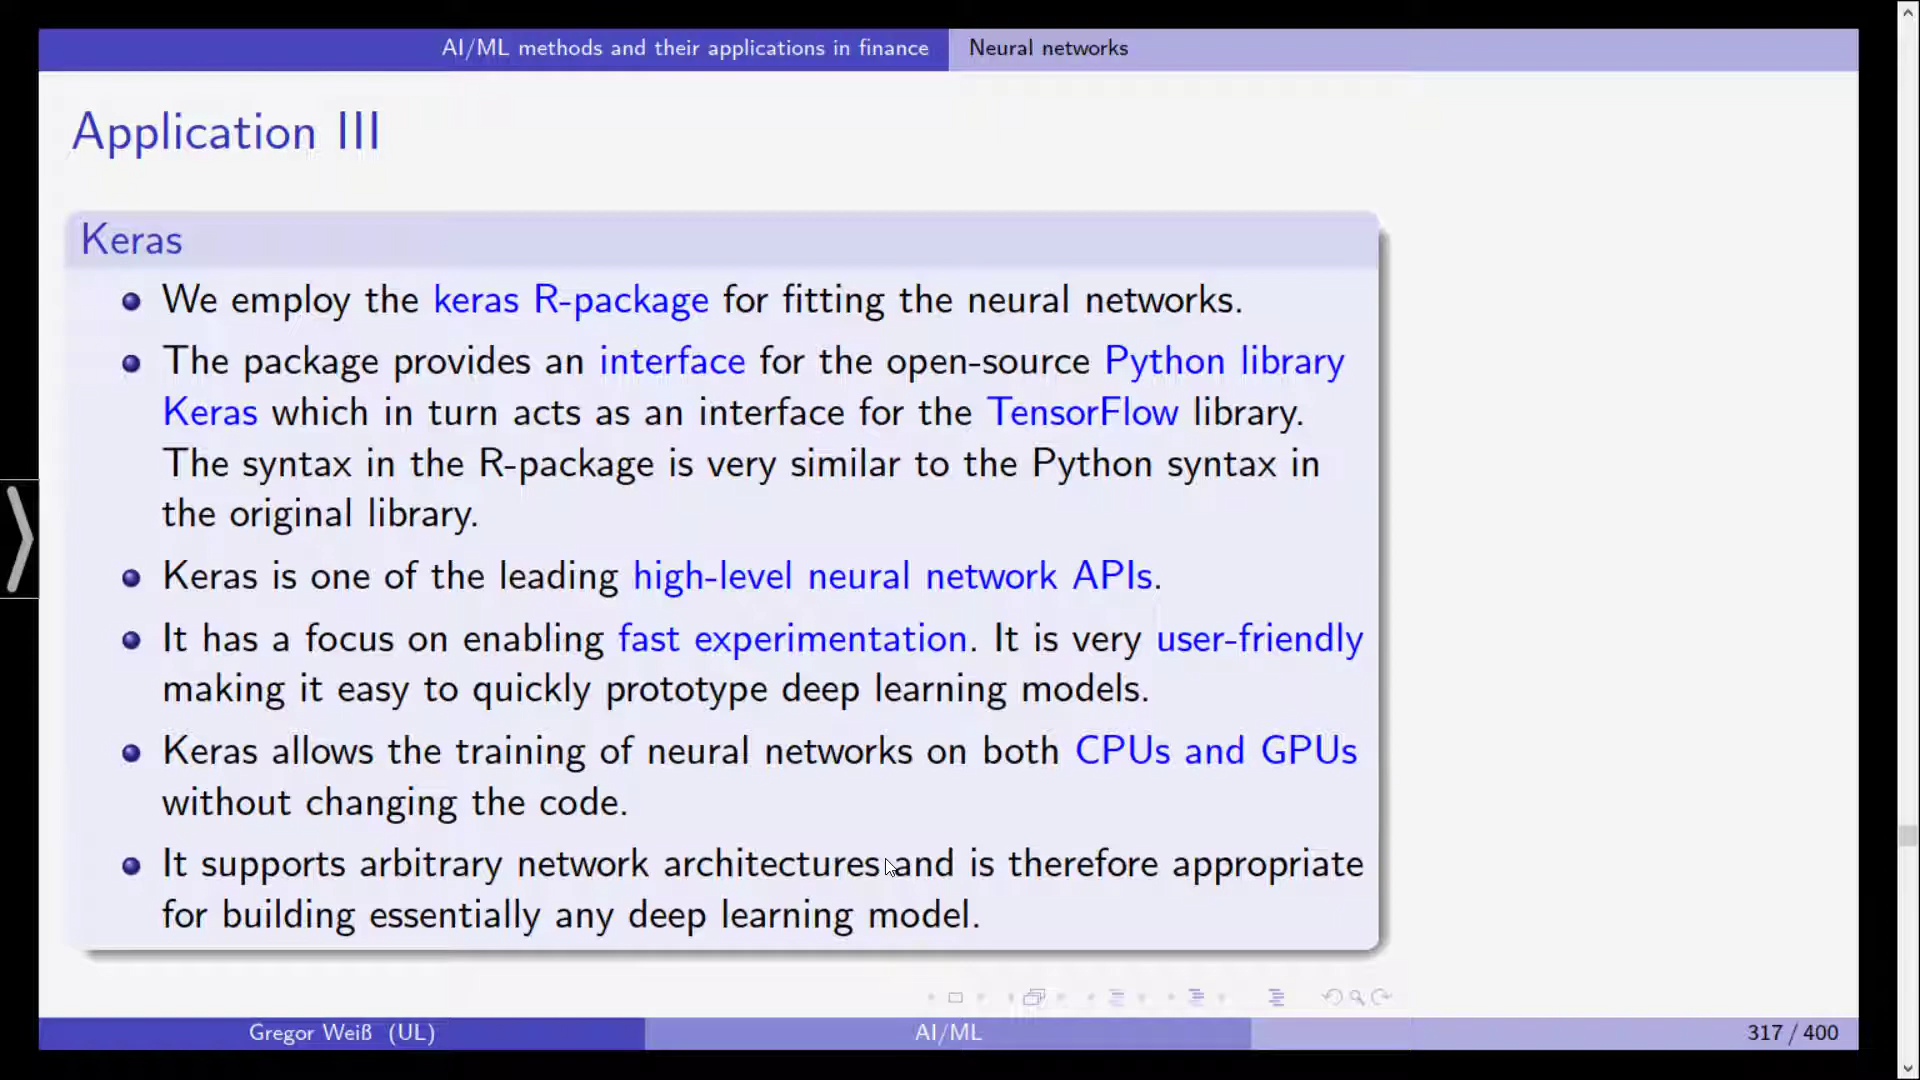 AI/ML methods and their applications in finance Neural networks
Application III
Keras
We employ the keras R-package for fitting the neural networks.
The package provides an interface for the open-source Python library
Keras which in turn acts as an interface for the TensorFlow library.
The syntax in the R-package is very similar to the Python syntax in
the original library.
Keras is one of the leading high-level neural network APIs.
It has a focus on enabling fast experimentation. It is very user-friendly
making it easy to quickly prototype deep learning models.
Keras allows the training of neural networks on both CPUs and GPUs
without changing the code.
It supports arbitrary network architectures and is therefore appropriate
for building essentially any deep learning model.
Gregor Weiß (UL) AI/ML 317 / 400